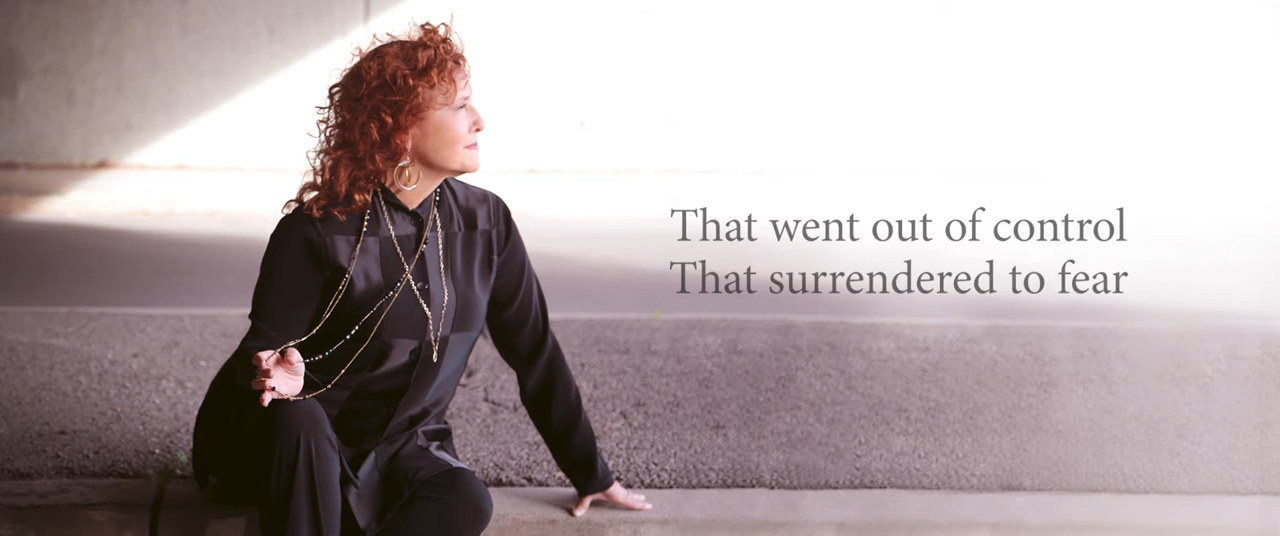 That went out of control
That surrendered to fear